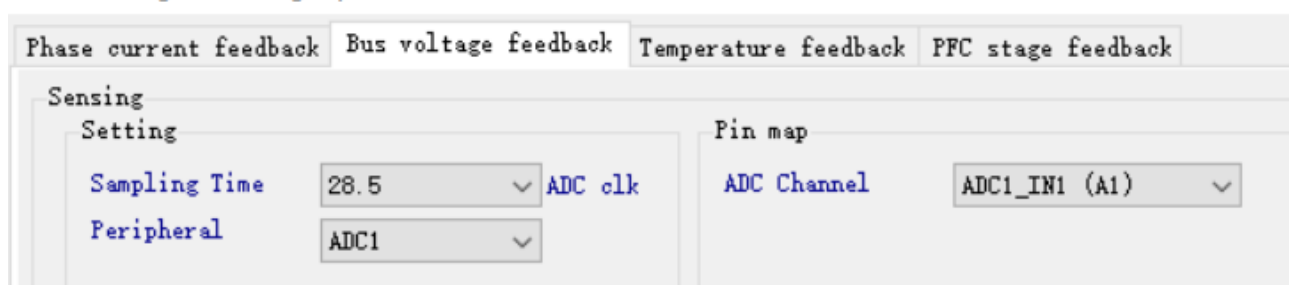 Phase current feedback Bus voltage feedback Temperature feedback PFC stage feedback
Sensing
Setting Pin map
Sampling Time 28.5 ADC clk ADC Channel ADC1_IN1 (A1)
Peripheral ADC1